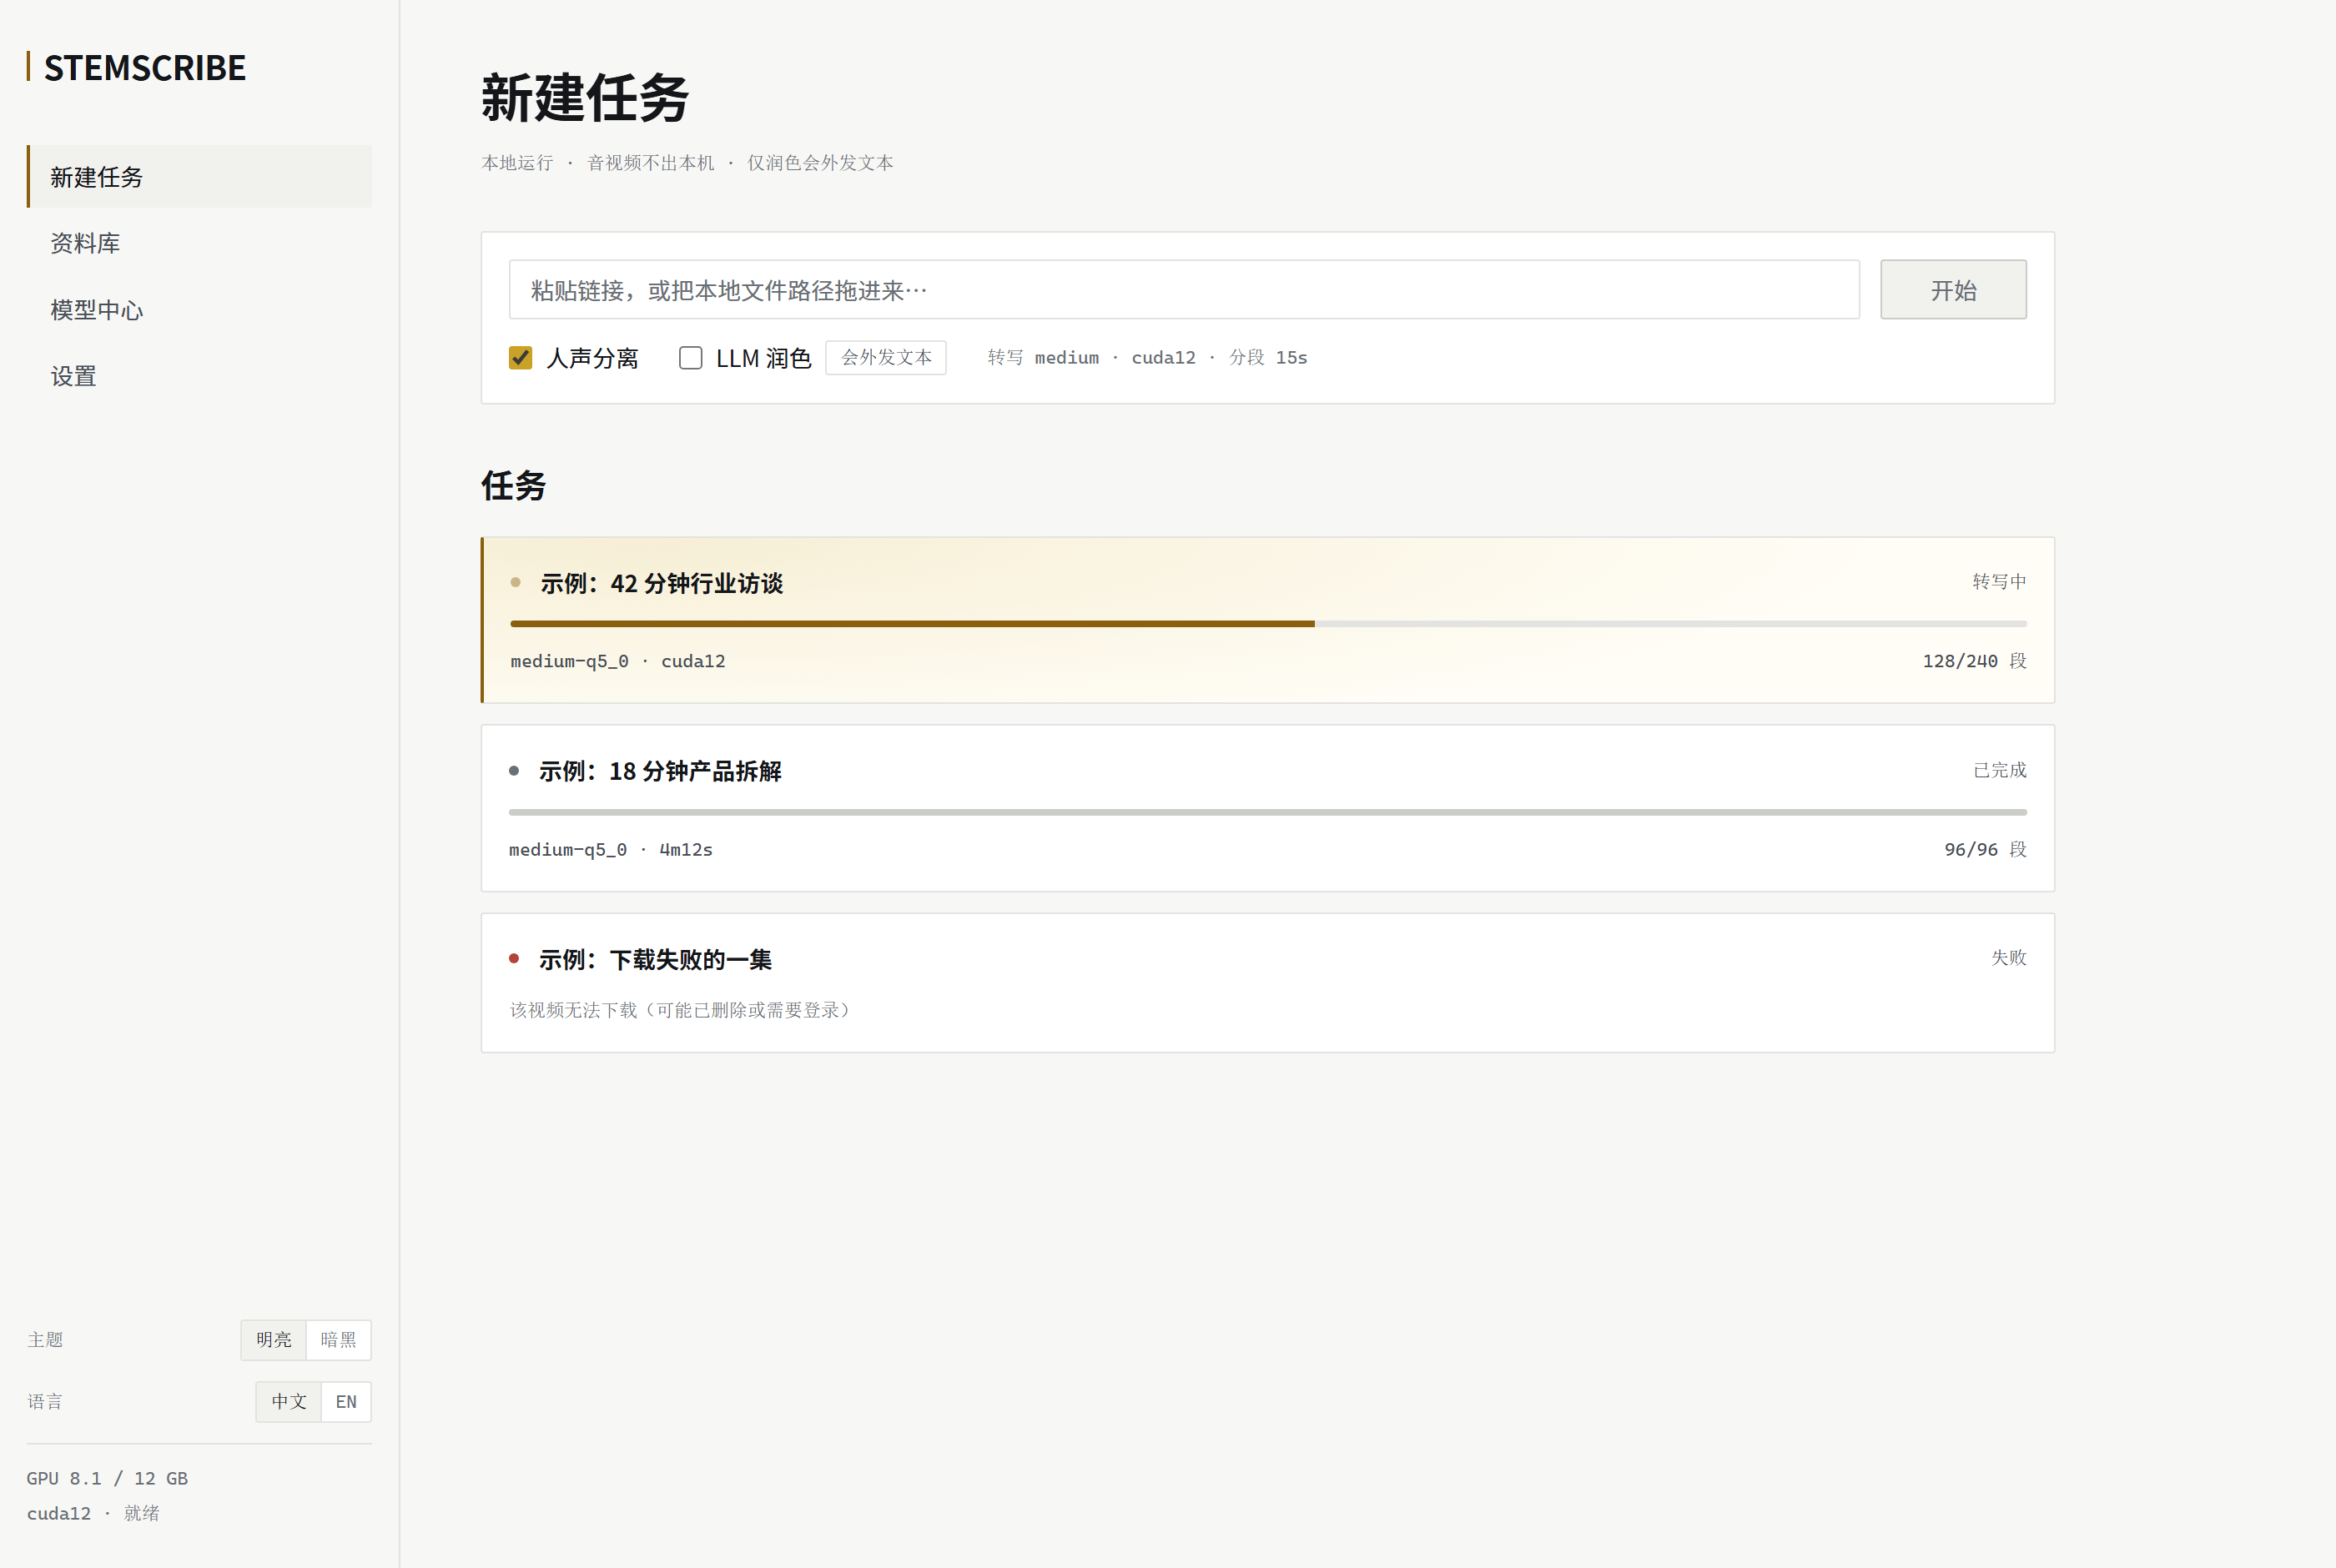 STEMSCRIBE
新建任务
资料库
模型中心
设置
主题 明亮 暗黑
语言 中文 EN
GPU 8.1 / 12 GB
cuda12 · 就绪
新建任务
本地运行 · 音视频不出本机 · 仅润色会外发文本
粘贴链接，或把本地文件路径拖进来… 开始
人声分离 LLM 润色 会外发文本 转写 medium · cuda12 · 分段 15s
任务
示例：42 分钟行业访谈 转写中
medium-q5_0 · cuda12 128/240 段
示例：18 分钟产品拆解 已完成
medium-q5_0 · 4m12s 96/96 段
示例：下载失败的一集 失败
该视频无法下载（可能已删除或需要登录）